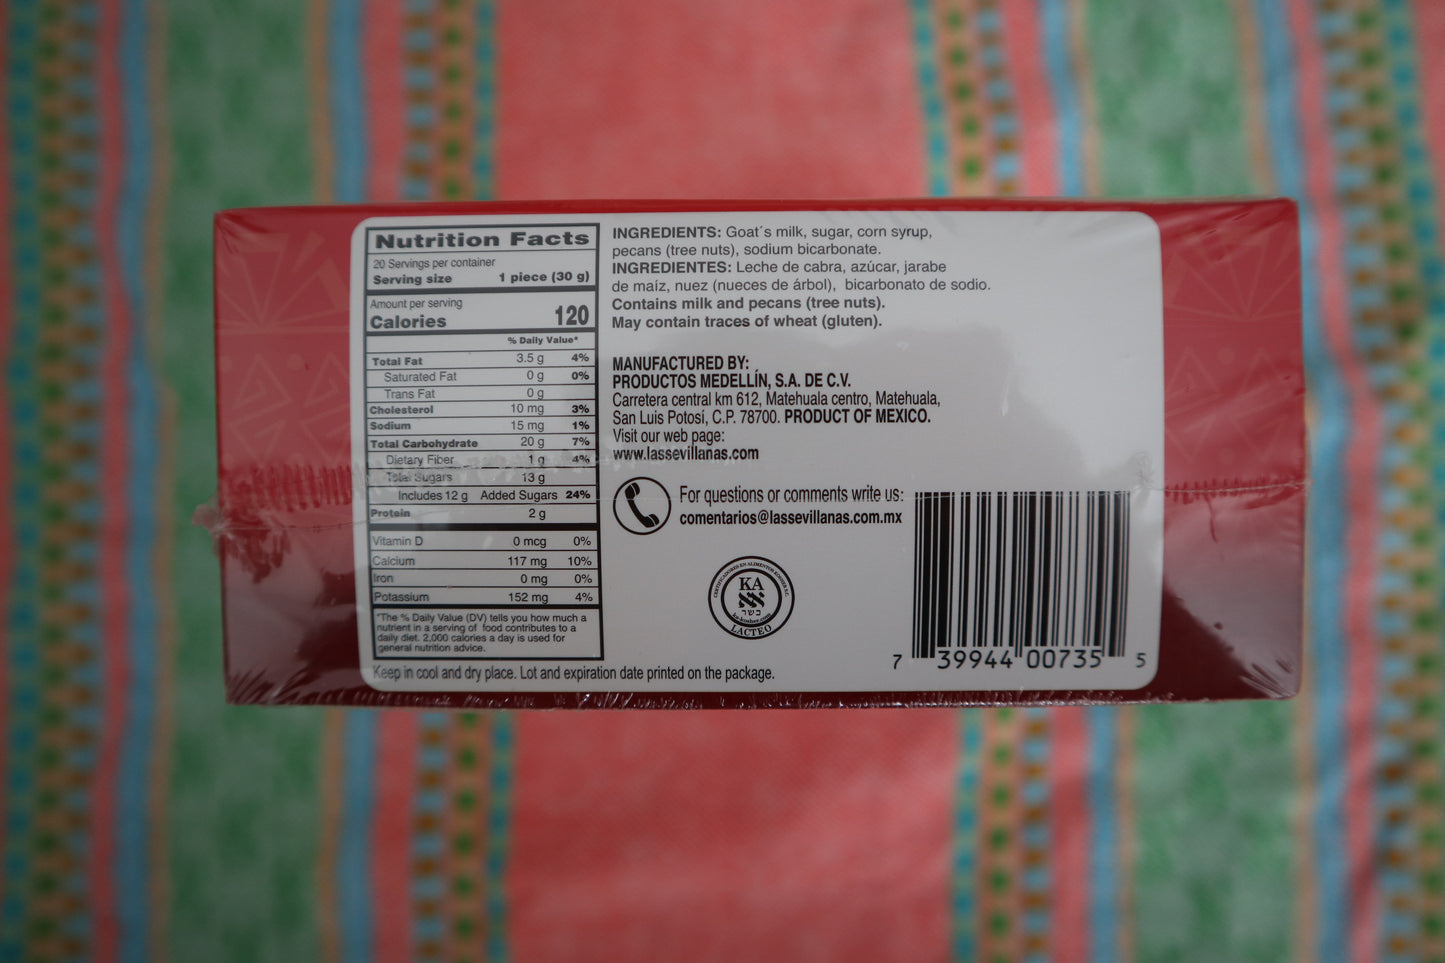 Nutrition Facts
20 Servings per container
Serving size 1 piece (30 g)
Amount per serving
Calories 120
% Daily Value*
Total Fat 3.5 g 4%
Saturated Fat 0 g 0%
Trans Fat 0 g
Cholesterol 10 mg 3%
Sodium 15 mg 1%
Total Carbohydrate 20 g 7%
Dietary Fiber 1 g 4%
Total Sugars 13 g
Includes 12 g Added Sugars 24%
Protein 2 g
Vitamin D 0 mcg 0%
Calcium 117 mg 10%
Iron 0 mg 0%
Potassium 152 mg 4%
*The % Daily Value (DV) tells you how much a
nutrient in a serving of food contributes to a
daily diet. 2,000 calories a day is used for
general nutrition advice.
Keep in cool and dry place. Lot and expiration date printed on the package.
INGREDIENTS: Goat´s milk, sugar, corn syrup,
pecans (tree nuts), sodium bicarbonate.
INGREDIENTES: Leche de cabra, azúcar, jarabe
de maíz, nuez (nueces de árbol), bicarbonato de sodio.
Contains milk and pecans (tree nuts).
May contain traces of wheat (gluten).
MANUFACTURED BY:
PRODUCTOS MEDELLÍN, S.A. DE C.V.
Carretera central km 612, Matehuala centro, Matehuala,
San Luis Potosí, C.P. 78700. PRODUCT OF MEXICO.
Visit our web page:
www.lassevillanas.com
For questions or comments write us:
comentarios@lassevillanas.com.mx
CERTIFICADORES EN ALIMENTOS KOSHER S.C.
KA
כשר
ka-kosher.com
LACTEO
7 39944 00735 5